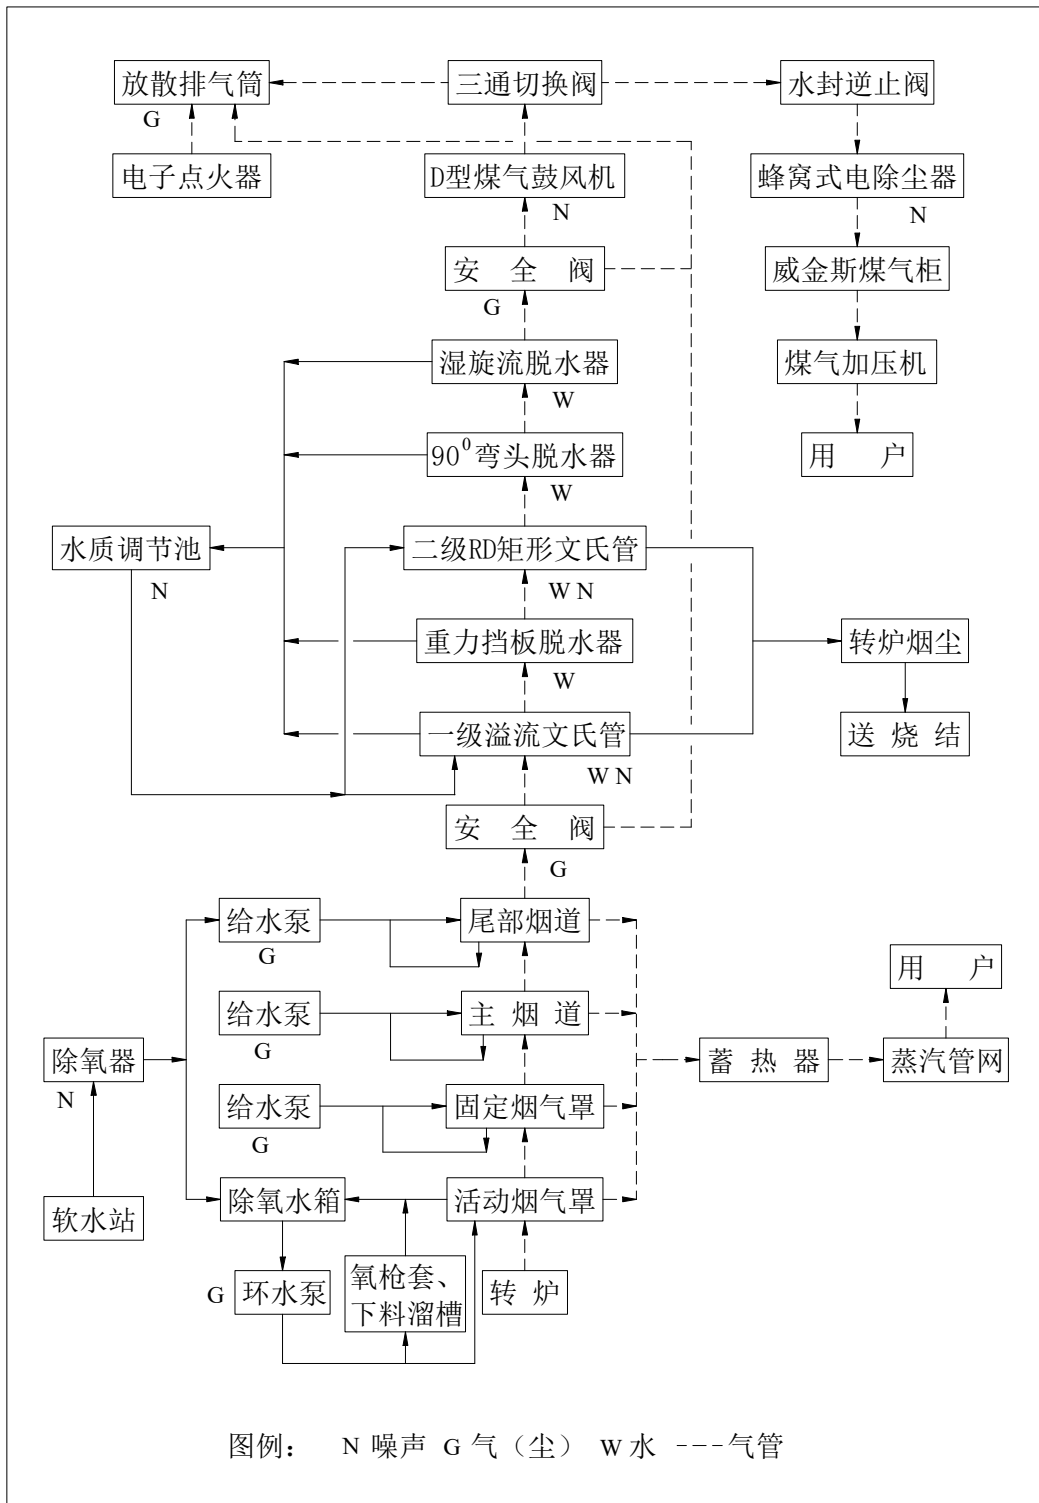 放散排气筒
三通切换阀
水封逆止阀
G
电子点火器
D型煤气鼓风机
蜂窝式电除尘器
N
N
安 全 阀
威金斯煤气柜
G
湿旋流脱水器
煤气加压机
W
90⁰弯头脱水器
用 户
W
水质调节池
二级RD矩形文氏管
N
W N
重力挡板脱水器
转炉烟尘
W
一级溢流文氏管
送 烧 结
W N
安 全 阀
G
给水泵
尾部烟道
G
用 户
给水泵
主 烟 道
G
除氧器
蓄 热 器
蒸汽管网
N
给水泵
固定烟气罩
G
软水站
除氧水箱
活动烟气罩
G
环水泵
氧枪套、
下料溜槽
转 炉
图例： N 噪声 G 气（尘） W 水 ---气管